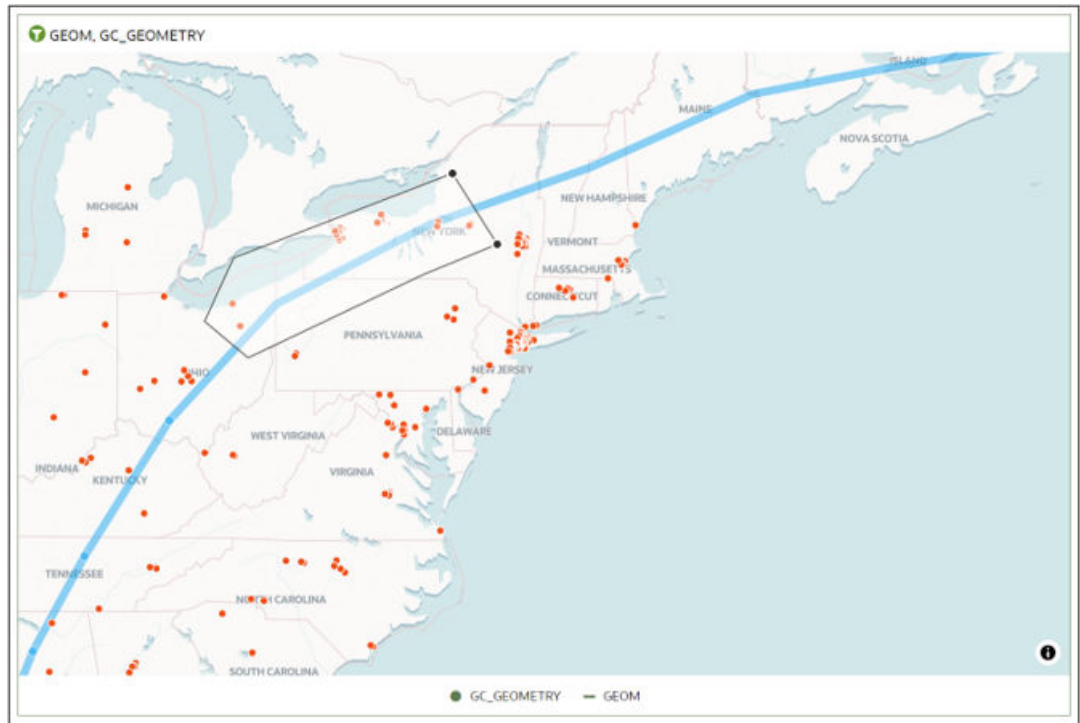 GEOM, GC_GEOMETRY
ISLAND
MAINE
NOVA SCOTIA
MICHIGAN
NEW HAMPSHIRE
NEW YORK
VERMONT
MASSACHUSETTS
CONNECTICUT
PENNSYLVANIA
NEW JERSEY
OHIO
DELAWARE
WEST VIRGINIA
INDIANA
VIRGINIA
KENTUCKY
TENNESSEE
NORTH CAROLINA
SOUTH CAROLINA
GC_GEOMETRY
GEOM